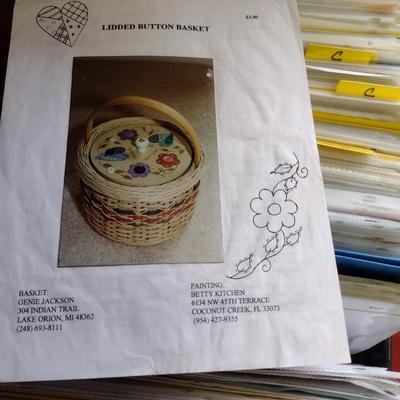 LIDDED BUTTON BASKET
$3.00
C
C
BASKET:
GENIE JACKSON
304 INDIAN TRAIL
LAKE ORION, MI 48362
(248) 693-8111
PAINTING:
BETTY KITCHEN
6134 NW 45TH TERRACE
COCONUT CREEK, FL 33073
(954) 427-9355